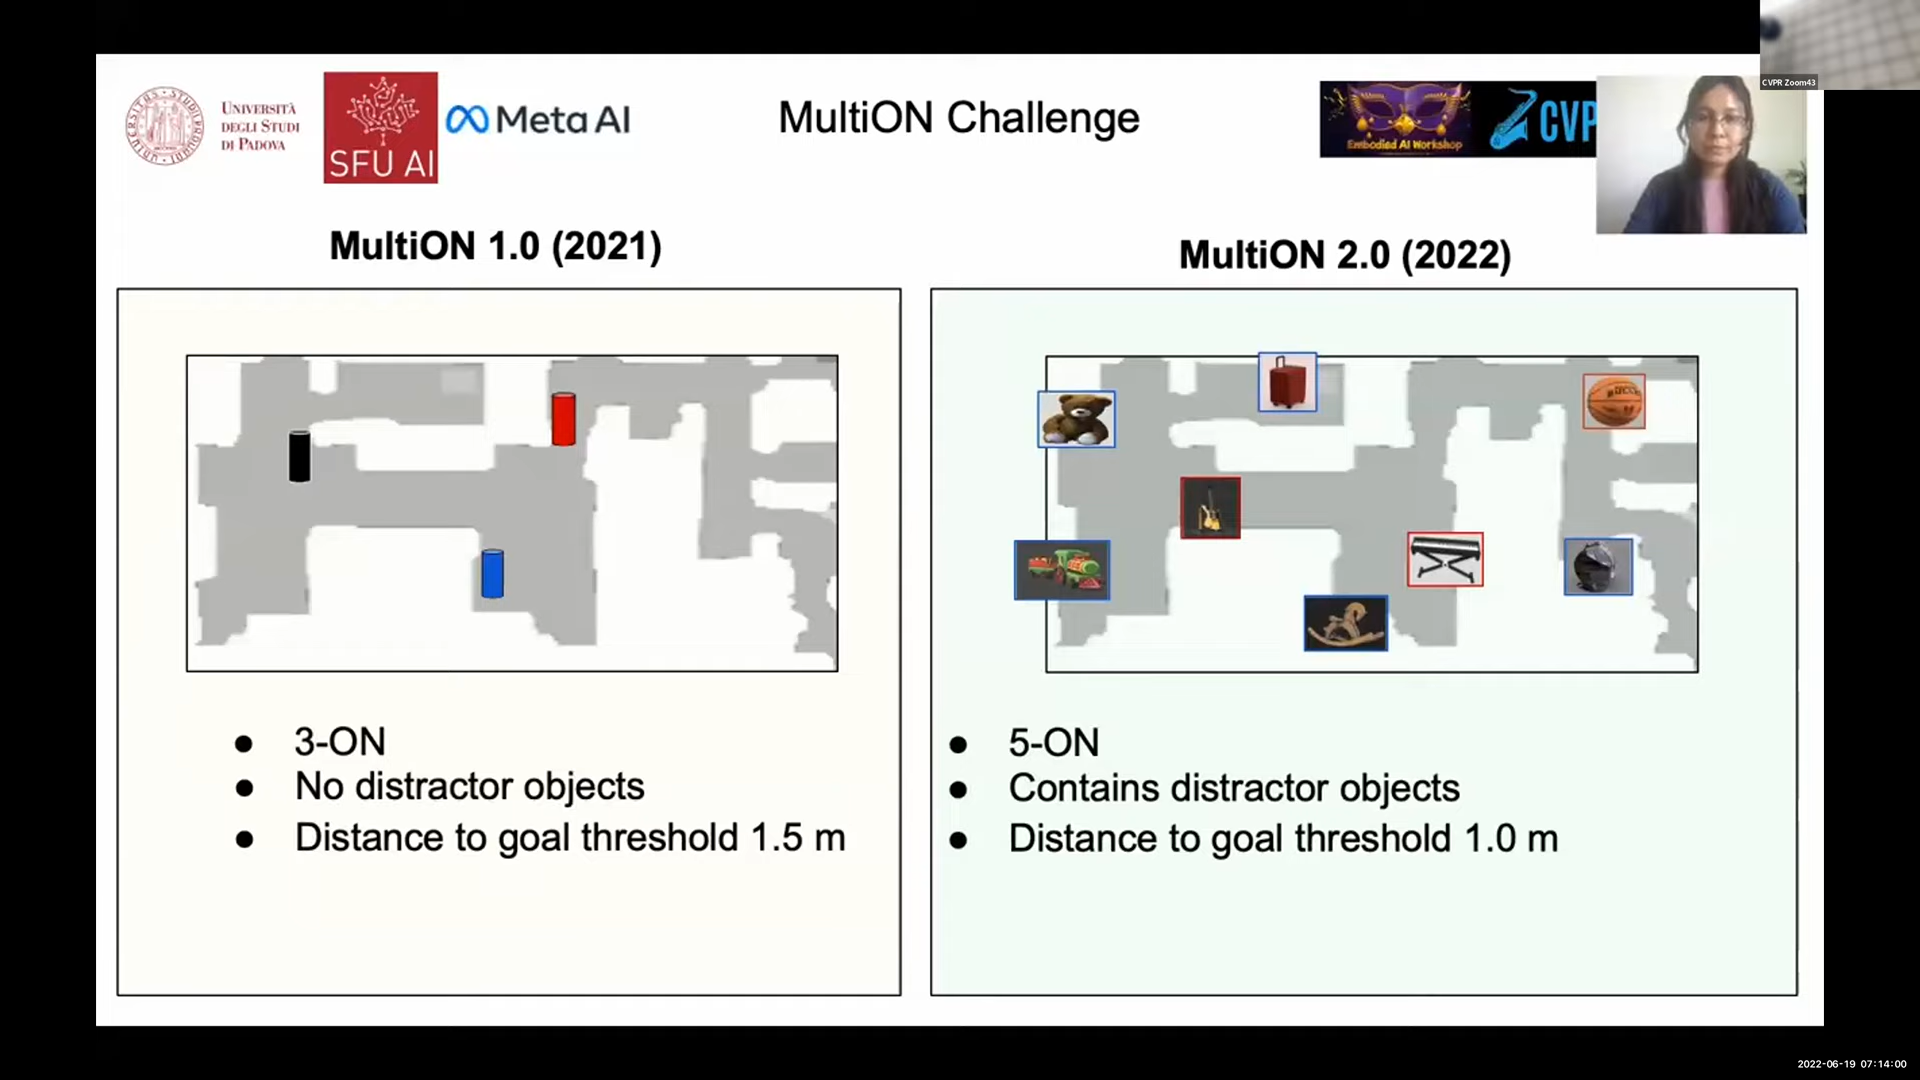 UNIVERSITÀ
DEGLI STUDI
DI PADOVA
SFU AI
Meta AI
MultiON Challenge
Embodied AI Workshop
CVP
CVPR Zoom43
MultiON 1.0 (2021)
● 3-ON
● No distractor objects
● Distance to goal threshold 1.5 m
MultiON 2.0 (2022)
● 5-ON
● Contains distractor objects
● Distance to goal threshold 1.0 m
2022-06-19 07:14:00